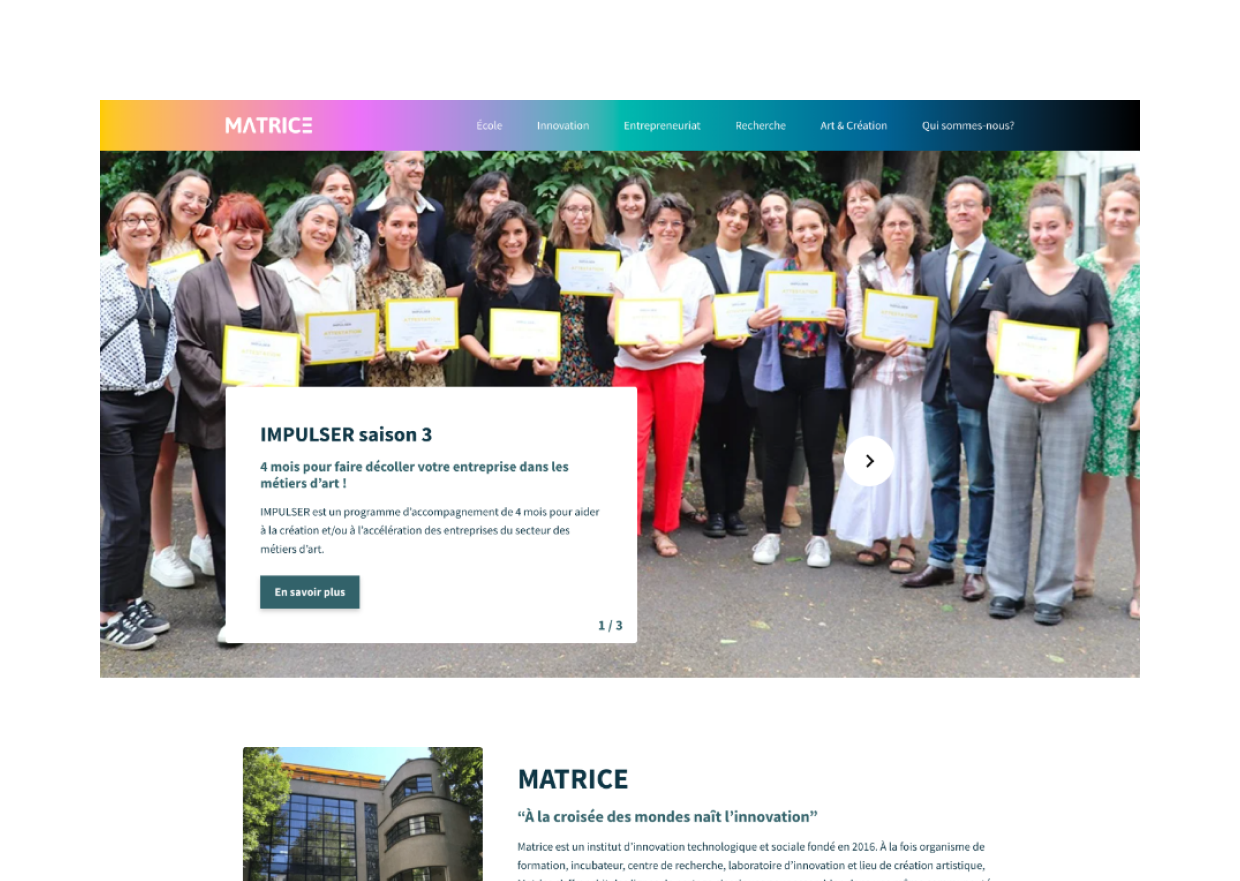 MATRICE
École Innovation Entrepreneuriat Recherche Art & Création Qui sommes-nous?
IMPULSER saison 3
4 mois pour faire décoller votre entreprise dans les
métiers d’art !
IMPULSER est un programme d’accompagnement de 4 mois pour aider
à la création et/ou à l’accélération des entreprises du secteur des
métiers d’art.
En savoir plus
1 / 3
MATRICE
“À la croisée des mondes naît l’innovation”
Matrice est un institut d’innovation technologique et sociale fondé en 2016. À la fois organisme de
formation, incubateur, centre de recherche, laboratoire d’innovation et lieu de création artistique,